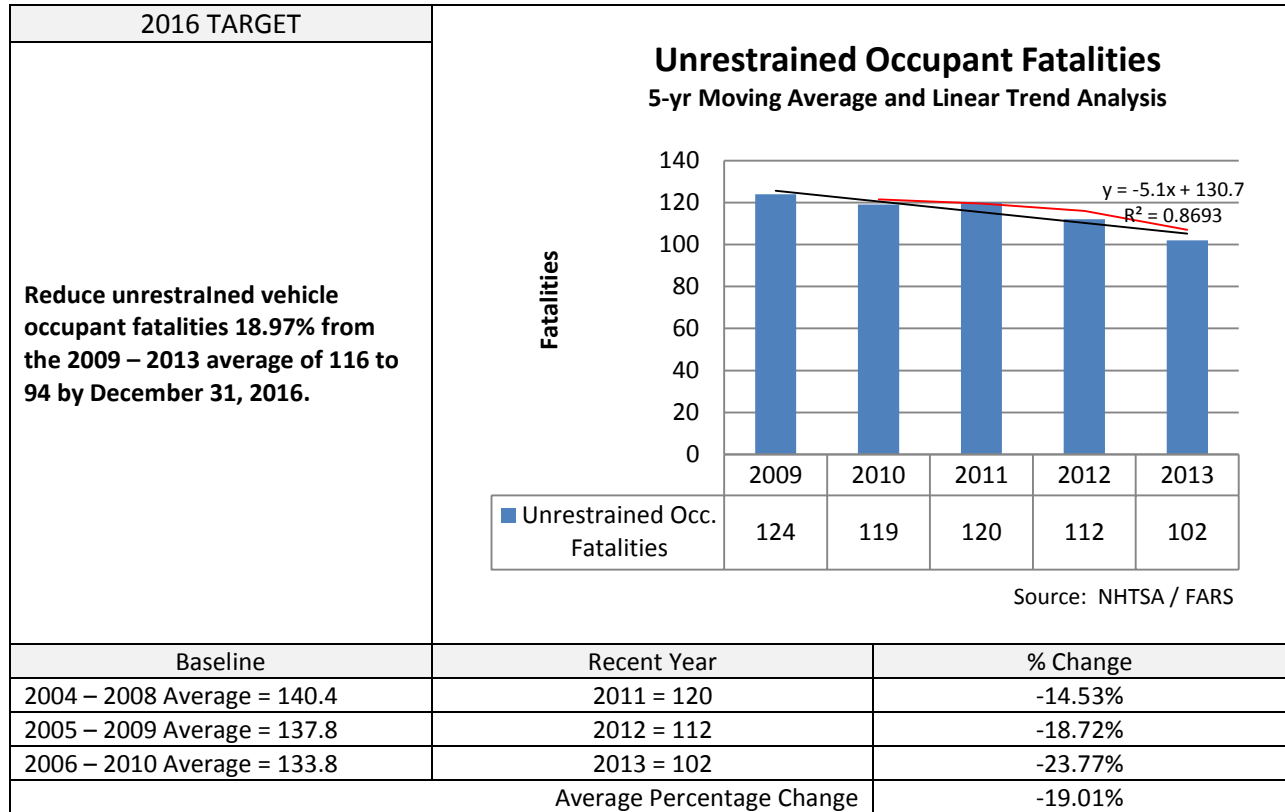 2016 TARGET
Reduce unrestraIned vehicle
occupant fatalities 18.97% from
the 2009 – 2013 average of 116 to
94 by December 31, 2016.
Unrestrained Occupant Fatalities
5-yr Moving Average and Linear Trend Analysis
Fatalities
140
120
100
80
60
40
20
0
y = -5.1x + 130.7
R² = 0.8693
2009 2010 2011 2012 2013
Unrestrained Occ.
Fatalities
124 119 120 112 102
Source: NHTSA / FARS
Baseline Recent Year % Change
2004 – 2008 Average = 140.4 2011 = 120 -14.53%
2005 – 2009 Average = 137.8 2012 = 112 -18.72%
2006 – 2010 Average = 133.8 2013 = 102 -23.77%
Average Percentage Change -19.01%